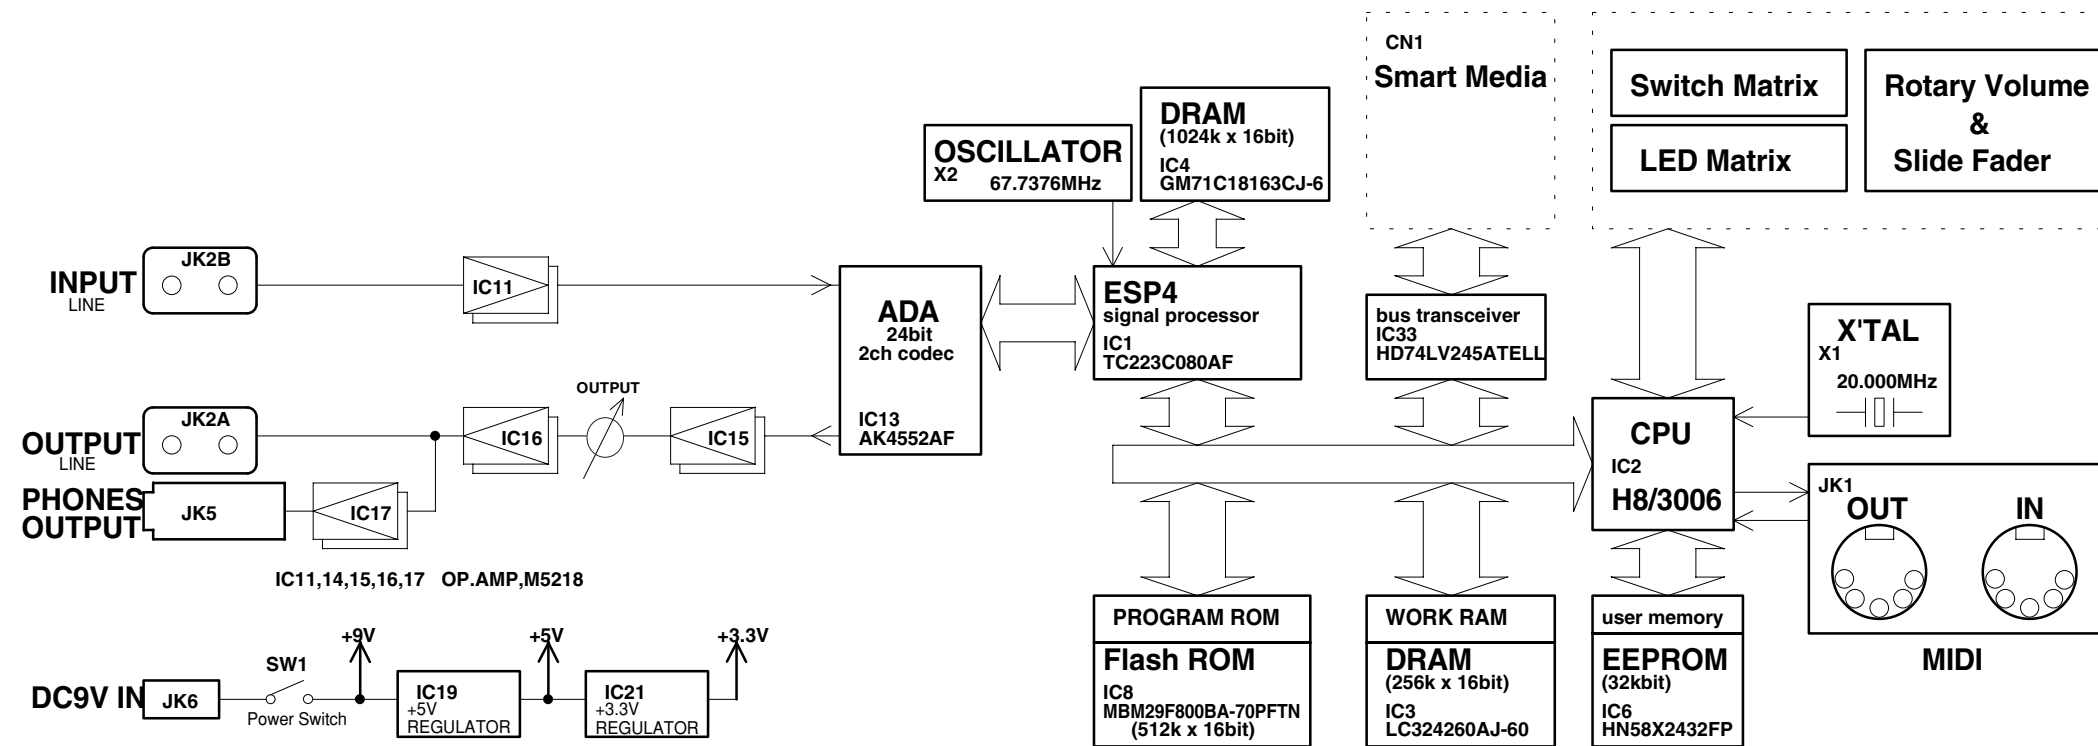 CN1
Smart Media
Switch Matrix
LED Matrix
Rotary Volume
&
Slide Fader
DRAM
(1024k x 16bit)
IC4
GM71C18163CJ-6
OSCILLATOR
X2
67.7376MHz
INPUT
LINE
JK2B
IC11
ADA
24bit
2ch codec
IC13
AK4552AF
ESP4
signal processor
IC1
TC223C080AF
bus transceiver
IC33
HD74LV245ATELL
X'TAL
X1
20.000MHz
OUTPUT
LINE
JK2A
IC16
OUTPUT
IC15
PHONES
OUTPUT
JK5
IC17
CPU
IC2
H8/3006
JK1
OUT
IN
MIDI
IC11,14,15,16,17 OP.AMP,M5218
PROGRAM ROM
Flash ROM
IC8
MBM29F800BA-70PFTN
(512k x 16bit)
WORK RAM
DRAM
(256k x 16bit)
IC3
LC324260AJ-60
user memory
EEPROM
(32kbit)
IC6
HN58X2432FP
DC9V IN
JK6
SW1
Power Switch
+9V
IC19
+5V
REGULATOR
+5V
IC21
+3.3V
REGULATOR
+3.3V